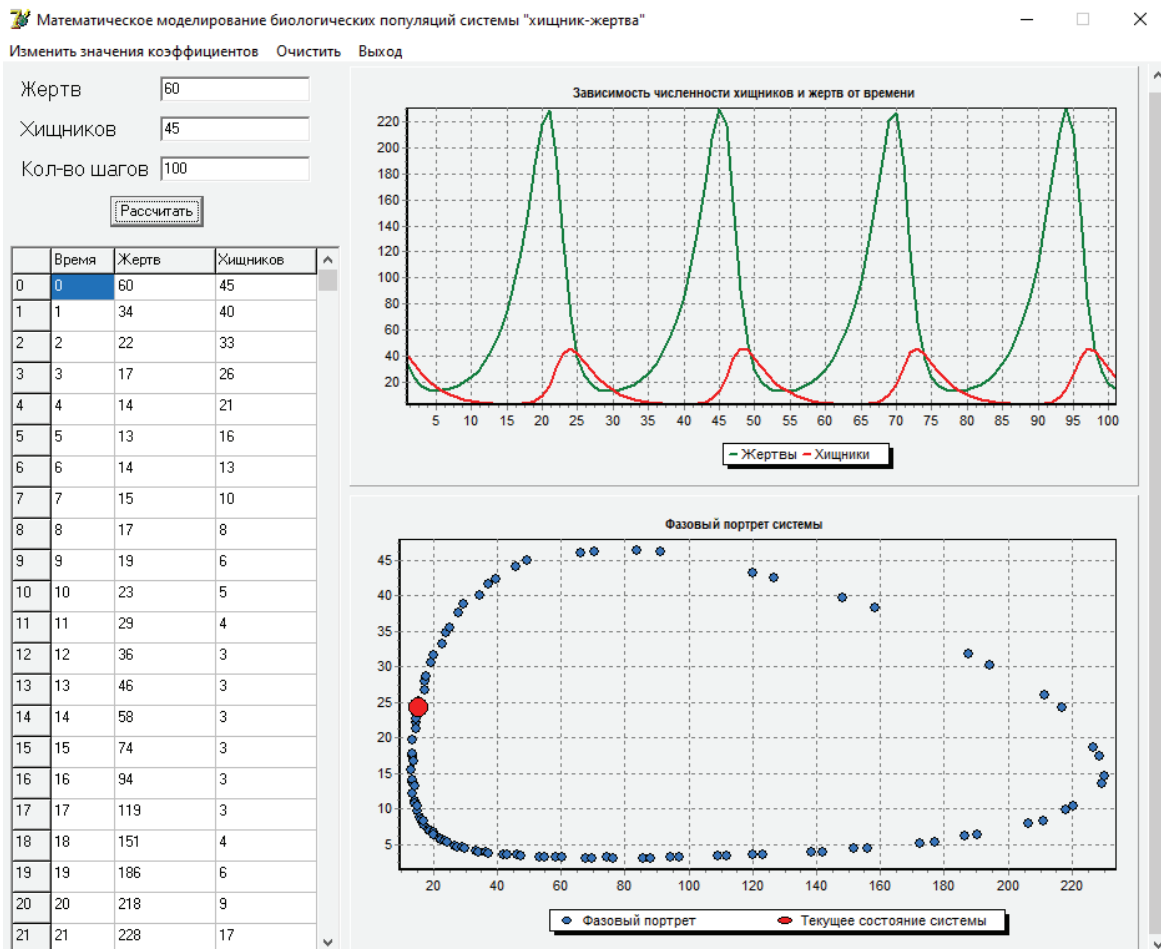 Математическое моделирование биологических популяций системы "хищник-жертва"
Изменить значения коэффициентов Очистить Выход
Жертв 60
Хищников 45
Кол-во шагов 100
Рассчитать
Время Жертв Хищников
0 0 60 45
1 1 34 40
2 2 22 33
3 3 17 26
4 4 14 21
5 5 13 16
6 6 14 13
7 7 15 10
8 8 17 8
9 9 19 6
10 10 23 5
11 11 29 4
12 12 36 3
13 13 46 3
14 14 58 3
15 15 74 3
16 16 94 3
17 17 119 3
18 18 151 4
19 19 186 6
20 20 218 9
21 21 228 17
Зависимость численности хищников и жертв от времени
220
200
180
160
140
120
100
80
60
40
20
5 10 15 20 25 30 35 40 45 50 55 60 65 70 75 80 85 90 95 100
Жертвы Хищники
Фазовый портрет системы
45
40
35
30
25
20
15
10
5
20 40 60 80 100 120 140 160 180 200 220
Фазовый портрет Текущее состояние системы